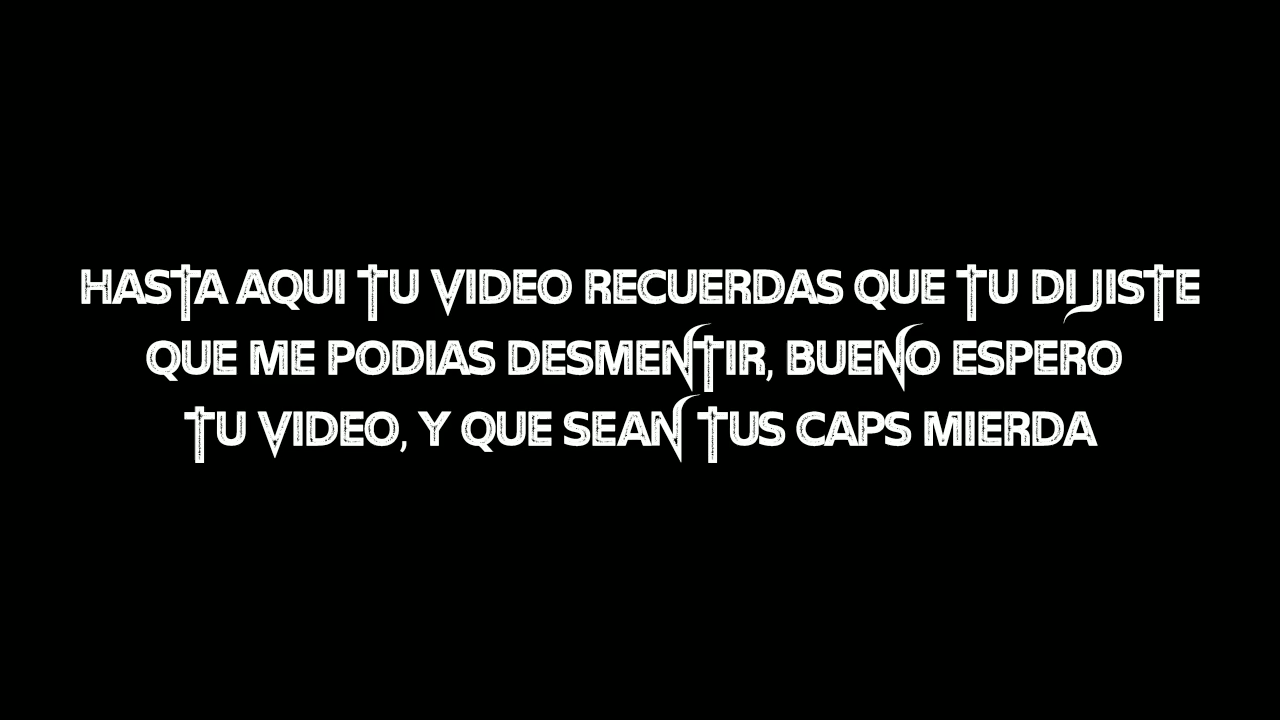 HASTA AQUI TU VIDEO RECUERDAS QUE TU DIJISTE
QUE ME PODIAS DESMENTIR, BUENO ESPERO
TU VIDEO, Y QUE SEAN TUS CAPS MIERDA